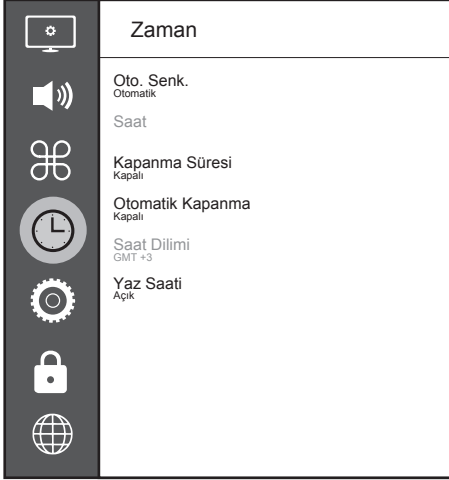 Zaman
Oto. Senk.
Otomatik
Saat
Kapanma Süresi
Kapalı
Otomatik Kapanma
Kapalı
Saat Dilimi
GMT +3
Yaz Saati
Açık